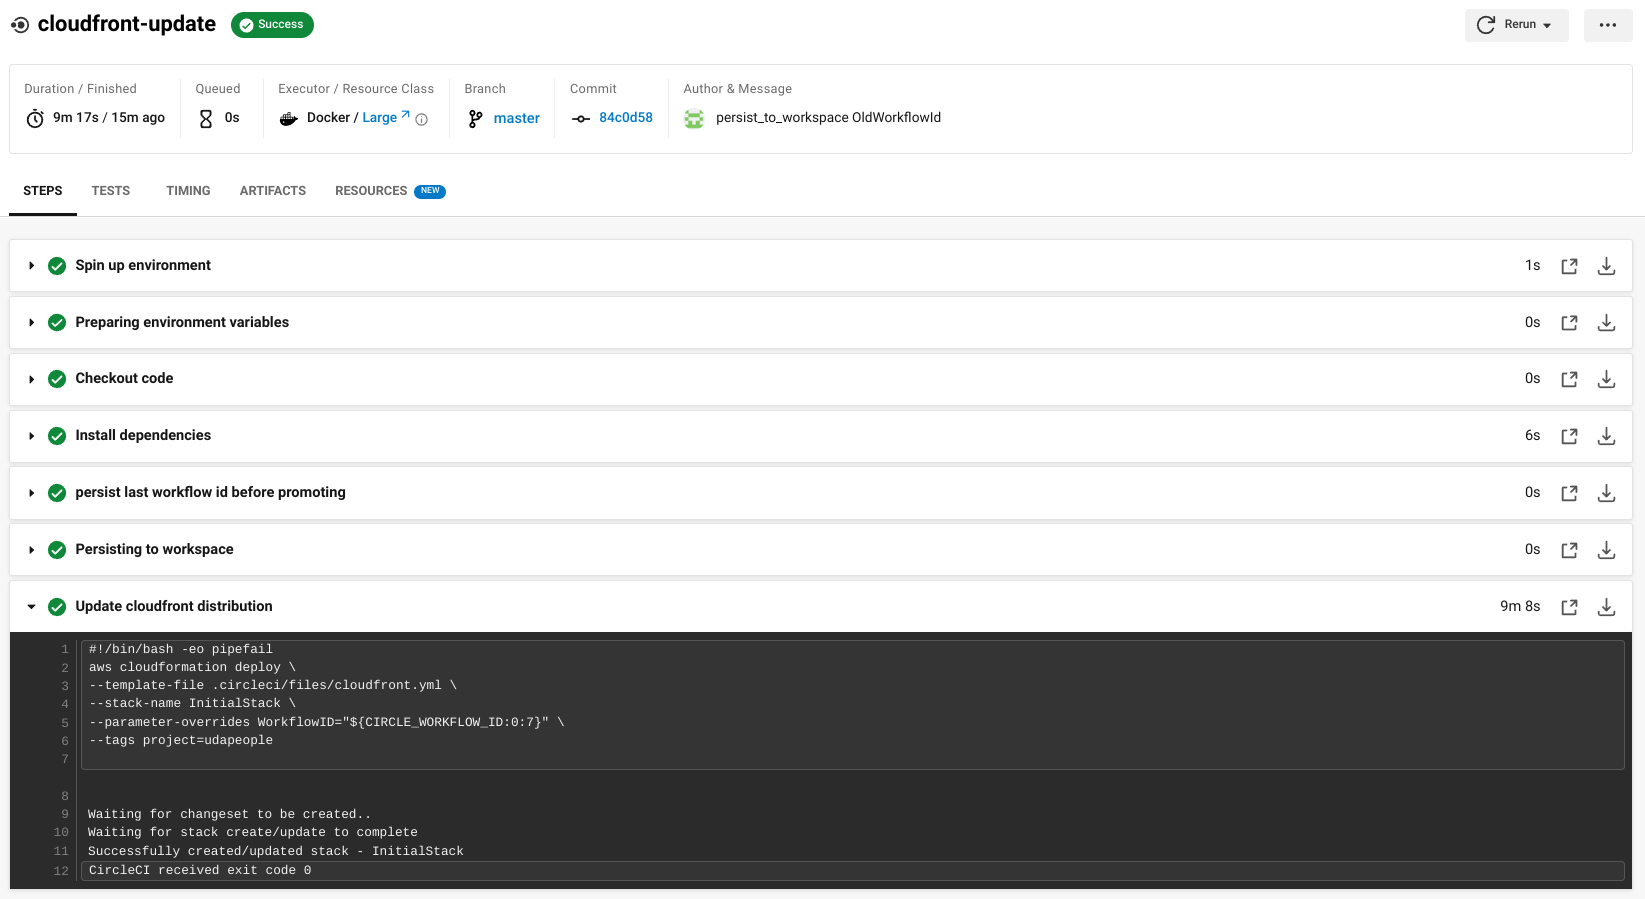 cloudfront-update Success Rerun
Duration / Finished Queued Executor / Resource Class Branch Commit Author & Message
9m 17s / 15m ago 0s Docker / Large master 84c0d58 persist_to_workspace OldWorkflowId
STEPS TESTS TIMING ARTIFACTS RESOURCES NEW
Spin up environment 1s
Preparing environment variables 0s
Checkout code 0s
Install dependencies 6s
persist last workflow id before promoting 0s
Persisting to workspace 0s
Update cloudfront distribution 9m 8s
1 #!/bin/bash -eo pipefail
2 aws cloudformation deploy \
3 --template-file .circleci/files/cloudfront.yml \
4 --stack-name InitialStack \
5 --parameter-overrides WorkflowID="${CIRCLE_WORKFLOW_ID:0:7}" \
6 --tags project=udapeople
7
8
9 Waiting for changeset to be created..
10 Waiting for stack create/update to complete
11 Successfully created/updated stack - InitialStack
12 CircleCI received exit code 0